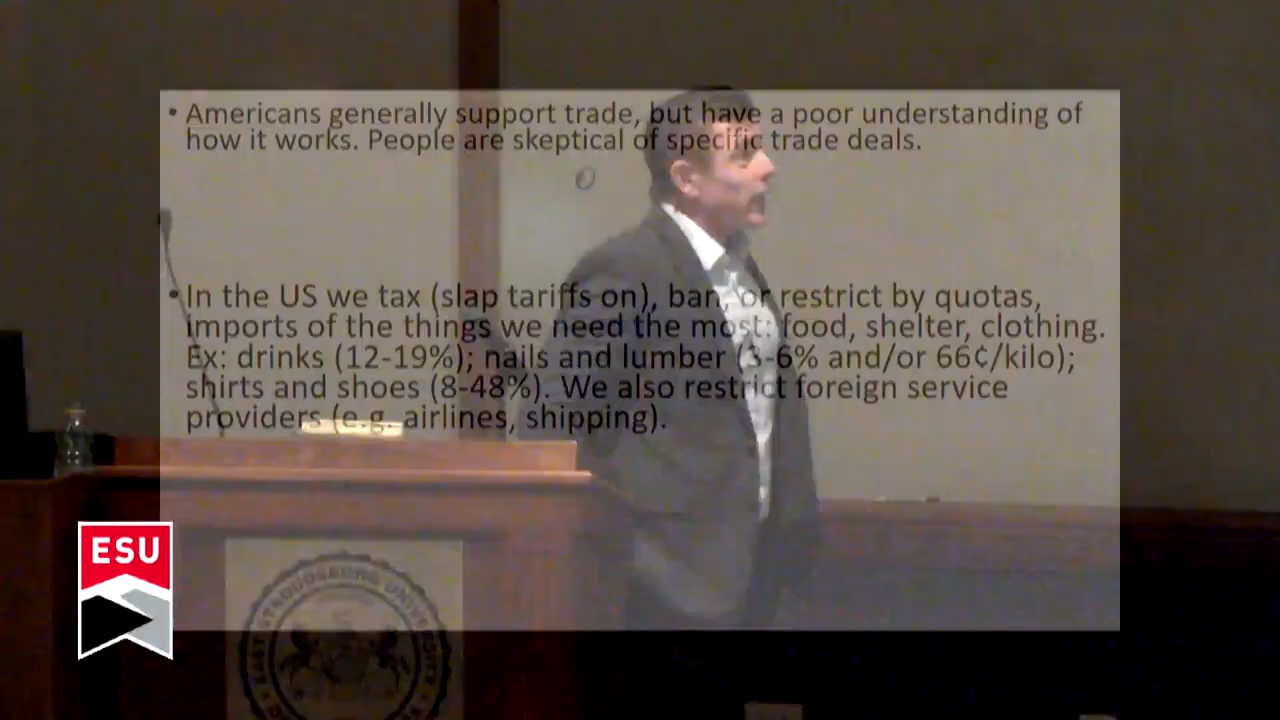 • Americans generally support trade, but have a poor understanding of
how it works. People are skeptical of specific trade deals.
• In the US we tax (slap tariffs on), ban, or restrict by quotas,
imports of the things we need the most: food, shelter, clothing.
Ex: drinks (12-19%); nails and lumber (3-6% and/or 66¢/kilo);
shirts and shoes (8-48%). We also restrict foreign service
providers (e.g. airlines, shipping).
ESU
EAST STROUDSBURG UNIVERSITY